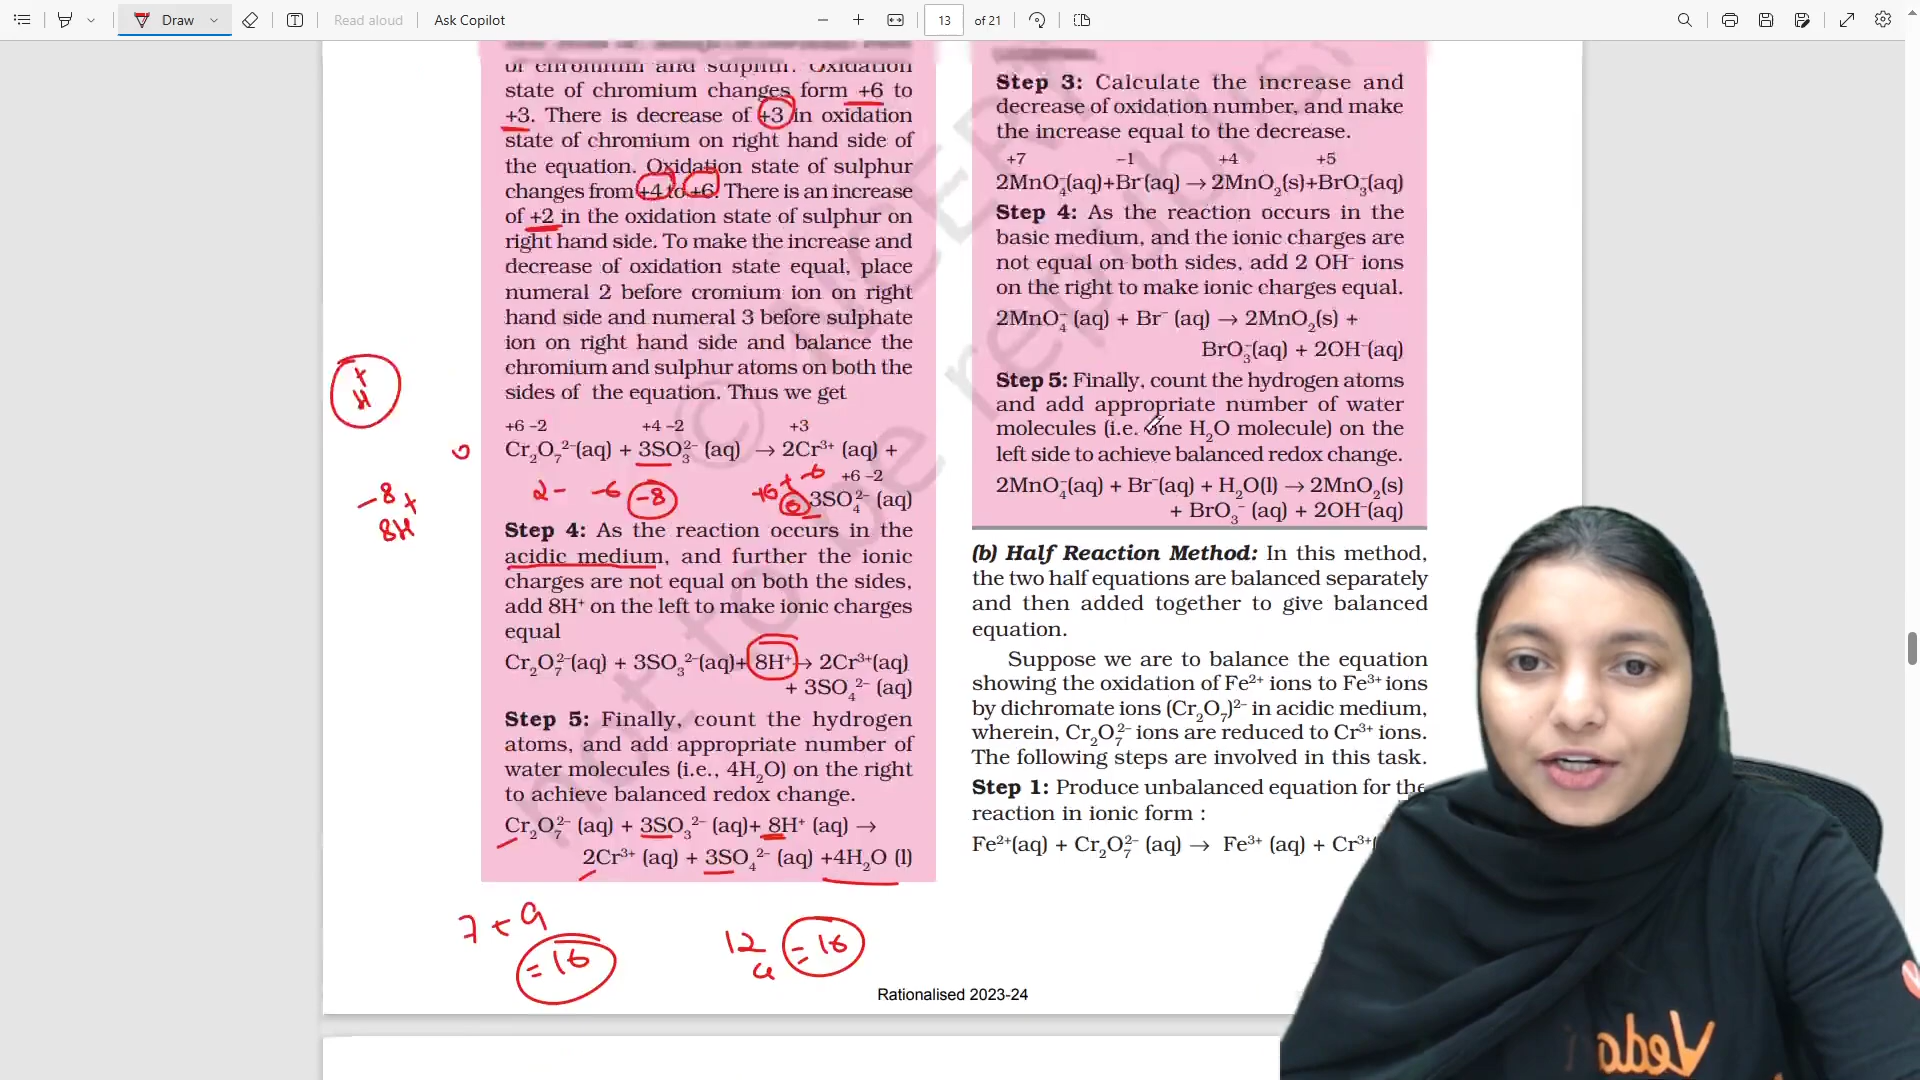 Draw
Read aloud
Ask Copilot
13
of 21
of chromium and sulphur. Oxidation
state of chromium changes form +6 to
+3. There is decrease of +3 in oxidation
state of chromium on right hand side of
the equation. Oxidation state of sulphur
changes from +4 to +6. There is an increase
of +2 in the oxidation state of sulphur on
right hand side. To make the increase and
decrease of oxidation state equal, place
numeral 2 before cromium ion on right
hand side and numeral 3 before sulphate
ion on right hand side and balance the
chromium and sulphur atoms on both the
sides of the equation. Thus we get
+6 –2 +4 –2 +3
Cr₂O₇²⁻(aq) + 3SO₃²⁻ (aq) → 2Cr³⁺ (aq) +
+6 –2
3SO₄²⁻ (aq)
2- -6 -8
+6 + -6
0
+
H
0
-8 +
8H
Step 4: As the reaction occurs in the
acidic medium, and further the ionic
charges are not equal on both the sides,
add 8H⁺ on the left to make ionic charges
equal
Cr₂O₇²⁻(aq) + 3SO₃²⁻(aq)+ 8H⁺→ 2Cr³⁺(aq)
+ 3SO₄²⁻ (aq)
Step 5: Finally, count the hydrogen
atoms, and add appropriate number of
water molecules (i.e., 4H₂O) on the right
to achieve balanced redox change.
Cr₂O₇²⁻ (aq) + 3SO₃²⁻ (aq)+ 8H⁺ (aq) →
2Cr³⁺ (aq) + 3SO₄²⁻ (aq) +4H₂O (l)
7 + 9
= 16
12 = 16
4
Step 3: Calculate the increase and
decrease of oxidation number, and make
the increase equal to the decrease.
+7 –1 +4 +5
2MnO₄⁻(aq)+Br⁻(aq) → 2MnO₂(s)+BrO₃⁻(aq)
Step 4: As the reaction occurs in the
basic medium, and the ionic charges are
not equal on both sides, add 2 OH⁻ ions
on the right to make ionic charges equal.
2MnO₄⁻ (aq) + Br⁻ (aq) → 2MnO₂(s) +
BrO₃⁻(aq) + 2OH⁻(aq)
Step 5: Finally, count the hydrogen atoms
and add appropriate number of water
molecules (i.e. one H₂O molecule) on the
left side to achieve balanced redox change.
2MnO₄⁻(aq) + Br⁻(aq) + H₂O(l) → 2MnO₂(s)
+ BrO₃⁻ (aq) + 2OH⁻(aq)
(b) Half Reaction Method: In this method,
the two half equations are balanced separately
and then added together to give balanced
equation.
Suppose we are to balance the equation
showing the oxidation of Fe²⁺ ions to Fe³⁺ ions
by dichromate ions (Cr₂O₇)²⁻ in acidic medium,
wherein, Cr₂O₇²⁻ ions are reduced to Cr³⁺ ions.
The following steps are involved in this task.
Step 1: Produce unbalanced equation for the
reaction in ionic form :
Fe²⁺(aq) + Cr₂O₇²⁻ (aq) → Fe³⁺ (aq) + Cr³⁺
© NCERT
not to be republis
Rationalised 2023-24